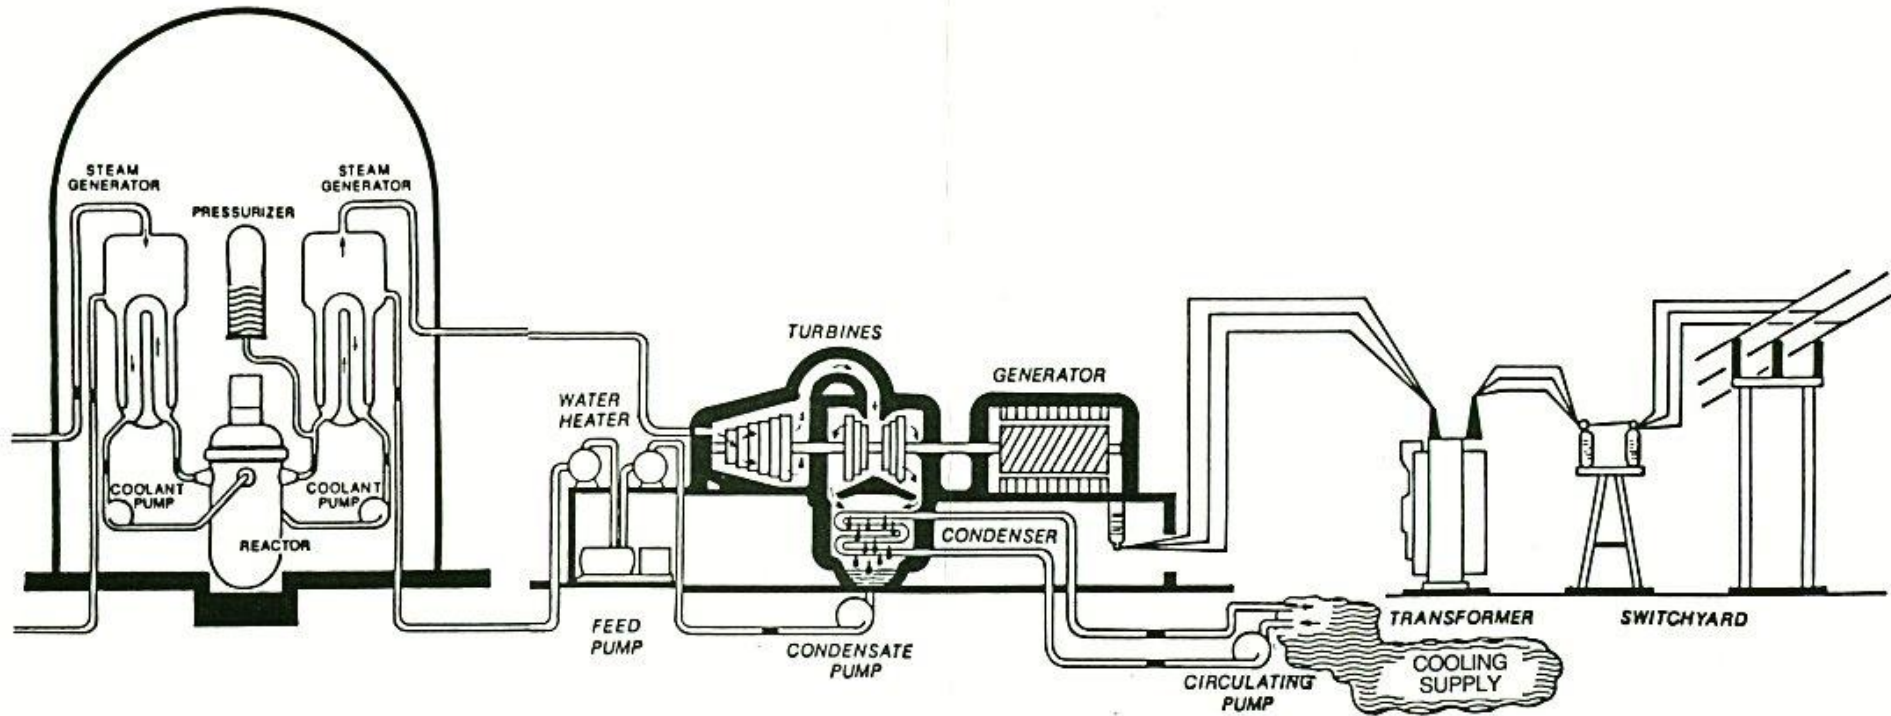 STEAM
GENERATOR
STEAM
GENERATOR
PRESSURIZER
COOLANT
PUMP
COOLANT
PUMP
REACTOR
WATER
HEATER
FEED
PUMP
TURBINES
GENERATOR
CONDENSER
CONDENSATE
PUMP
CIRCULATING
PUMP
COOLING
SUPPLY
TRANSFORMER
SWITCHYARD